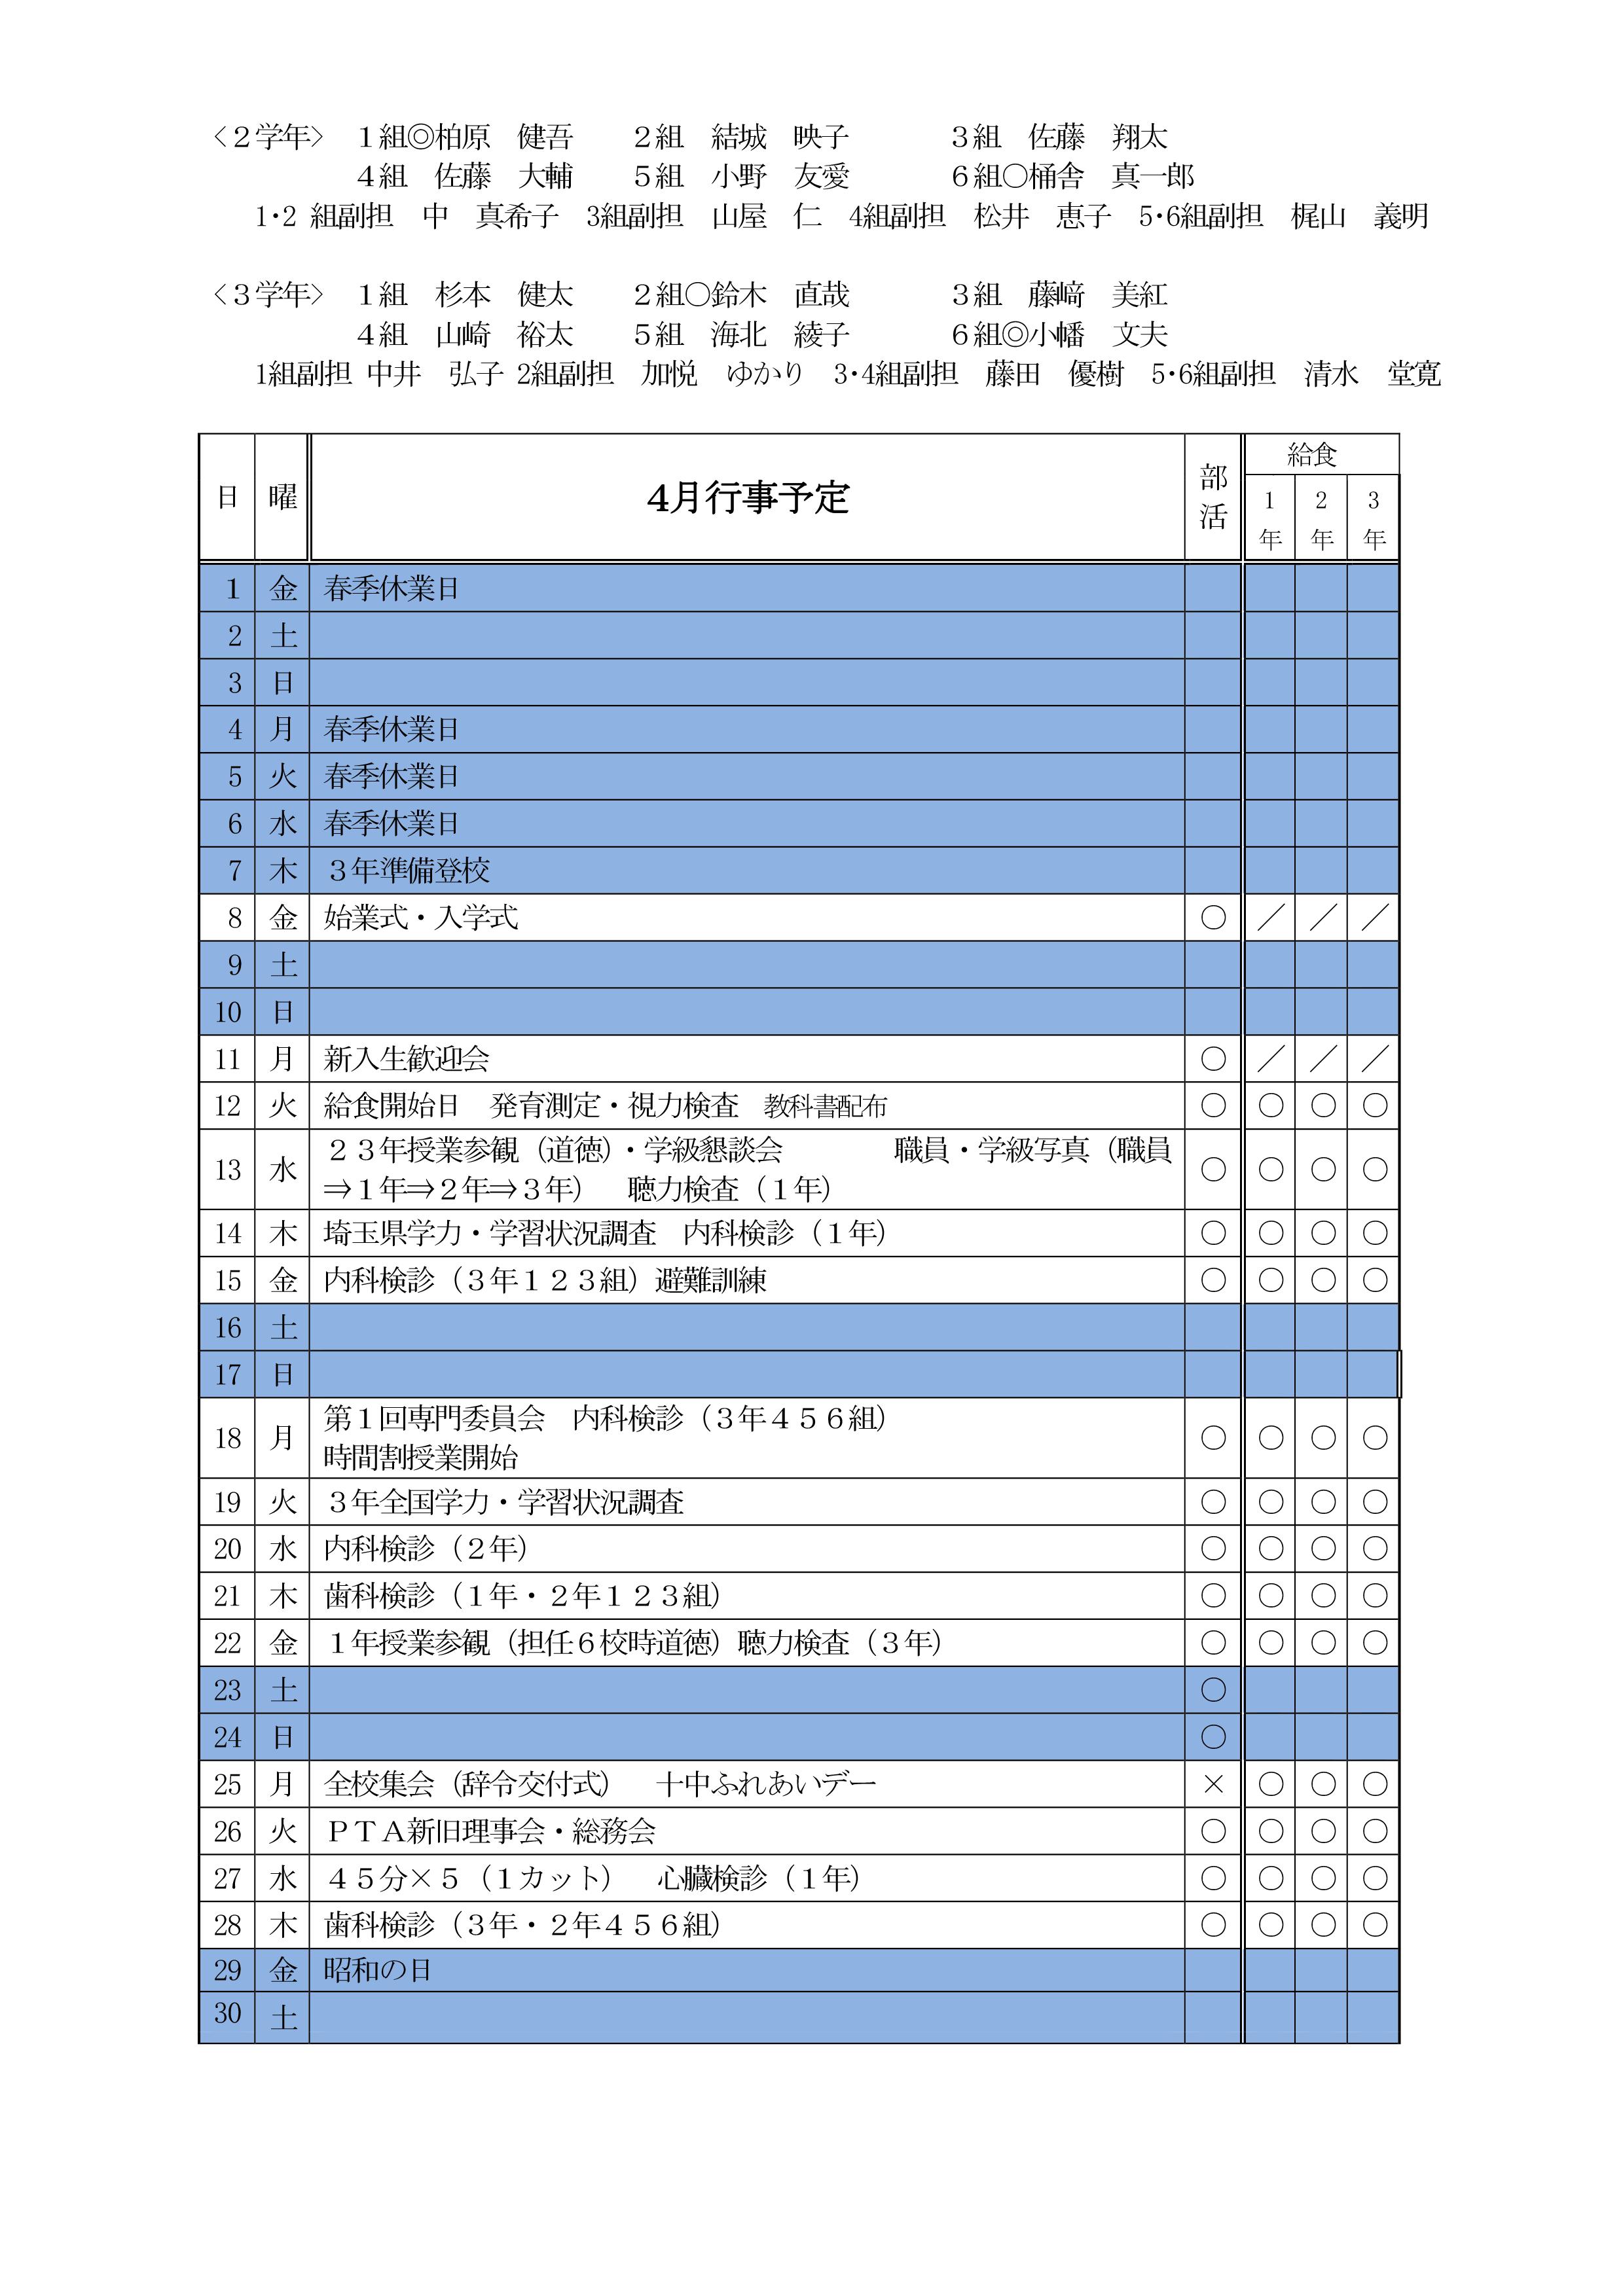 ＜２学年＞　１組◎柏原　健吾　　２組　結城　映子　　　３組　佐藤　翔太
４組　佐藤　大輔　　５組　小野　友愛　　　６組○桶舎　真一郎
1・2 組副担　中　真希子　3組副担　山屋　仁　4組副担　松井　恵子　5・6組副担　梶山　義明
＜３学年＞　１組　杉本　健太　　２組○鈴木　直哉　　　３組　藤﨑　美紅
４組　山崎　裕太　　５組　海北　綾子　　　６組◎小幡　文夫
1組副担 中井　弘子 2組副担　加悦　ゆかり　3・4組副担　藤田　優樹　5・6組副担　清水　堂寛
日 曜 4月行事予定 部活 給食
1年 2年 3年
1 金 春季休業日
2 土
3 日
4 月 春季休業日
5 火 春季休業日
6 水 春季休業日
7 木 ３年準備登校
8 金 始業式・入学式 ○ ／ ／ ／
9 土
10 日
11 月 新入生歓迎会 ○ ／ ／ ／
12 火 給食開始日　発育測定・視力検査　教科書配布 ○ ○ ○ ○
13 水 ２３年授業参観（道徳）・学級懇談会　　　　職員・学級写真（職員
⇒１年⇒２年⇒３年）　聴力検査（１年） ○ ○ ○ ○
14 木 埼玉県学力・学習状況調査　内科検診（１年） ○ ○ ○ ○
15 金 内科検診（３年１２３組）避難訓練 ○ ○ ○ ○
16 土
17 日
18 月 第１回専門委員会　内科検診（３年４５６組）
時間割授業開始 ○ ○ ○ ○
19 火 ３年全国学力・学習状況調査 ○ ○ ○ ○
20 水 内科検診（２年） ○ ○ ○ ○
21 木 歯科検診（１年・２年１２３組） ○ ○ ○ ○
22 金 １年授業参観（担任６校時道徳）聴力検査（３年） ○ ○ ○ ○
23 土 ○
24 日 ○
25 月 全校集会（辞令交付式）　十中ふれあいデー × ○ ○ ○
26 火 ＰＴＡ新旧理事会・総務会 ○ ○ ○ ○
27 水 ４５分×５（１カット）　心臓検診（１年） ○ ○ ○ ○
28 木 歯科検診（３年・２年４５６組） ○ ○ ○ ○
29 金 昭和の日
30 土